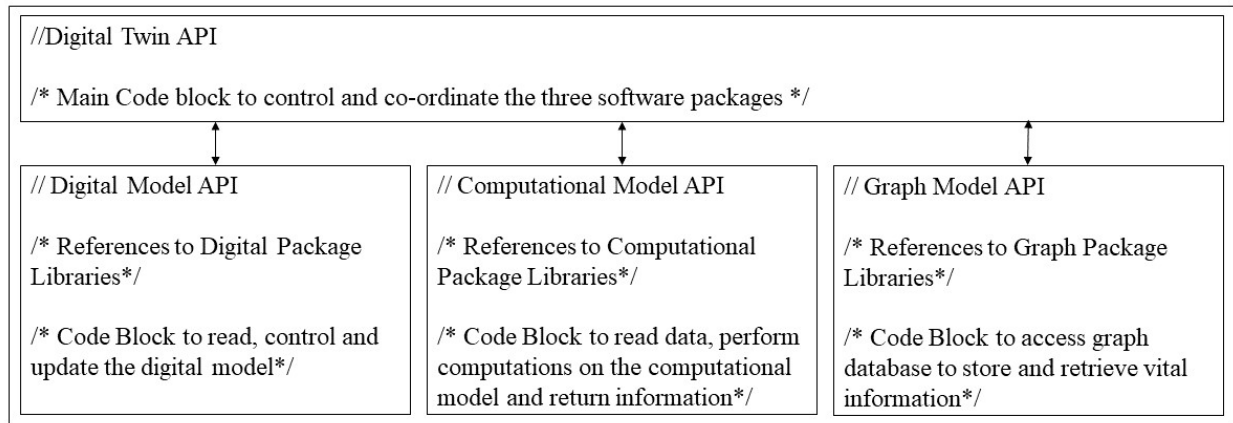 //Digital Twin API
/* Main Code block to control and co-ordinate the three software packages */
// Digital Model API
/* References to Digital Package
Libraries*/
/* Code Block to read, control and
update the digital model*/
// Computational Model API
/* References to Computational
Package Libraries*/
/* Code Block to read data, perform
computations on the computational
model and return information*/
// Graph Model API
/* References to Graph Package
Libraries*/
/* Code Block to access graph
database to store and retrieve vital
information*/